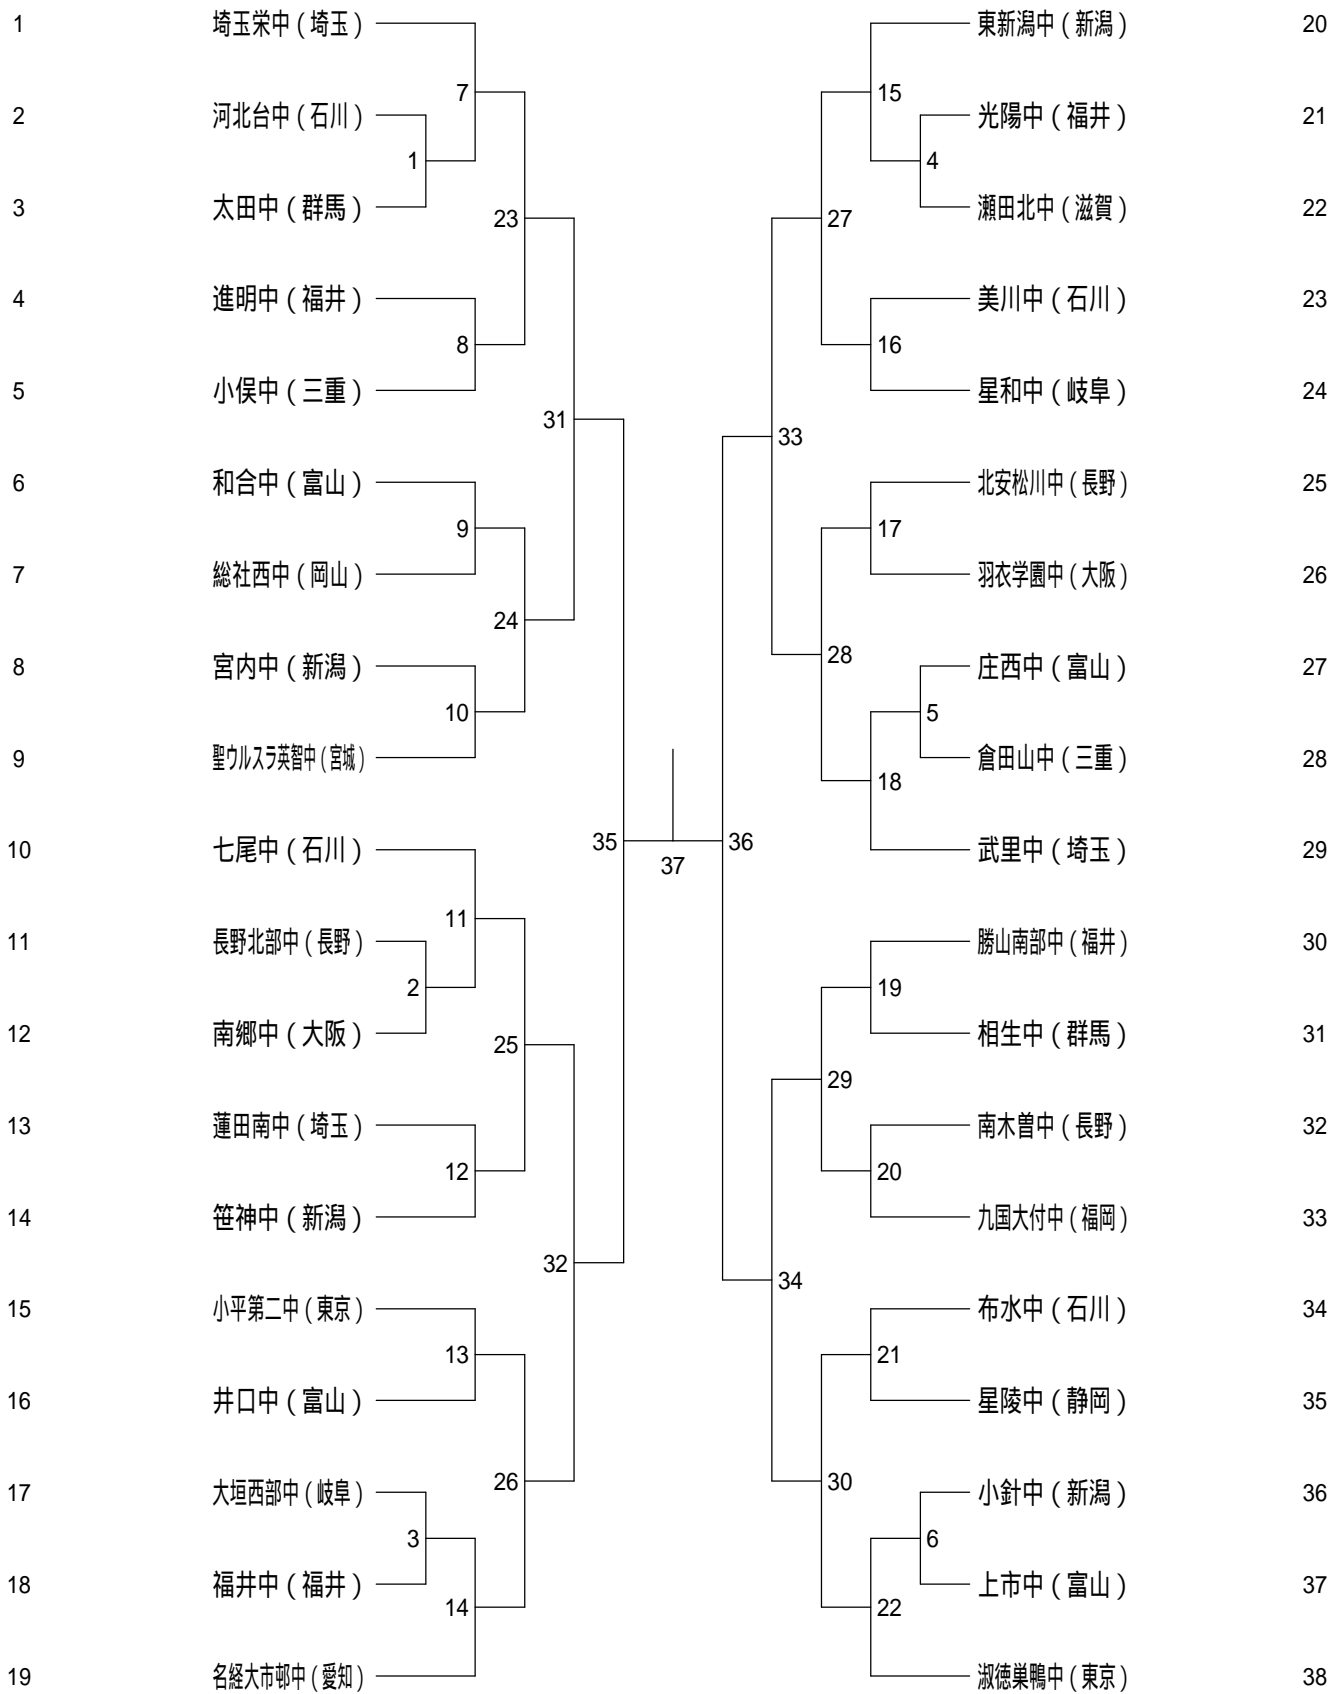 1 埼玉栄中(埼玉)
2 河北台中(石川)
3 太田中(群馬)
4 進明中(福井)
5 小俣中(三重)
6 和合中(富山)
7 総社西中(岡山)
8 宮内中(新潟)
9 聖ウルスラ英智中(宮城)
10 七尾中(石川)
11 長野北部中(長野)
12 南郷中(大阪)
13 蓮田南中(埼玉)
14 笹神中(新潟)
15 小平第二中(東京)
16 井口中(富山)
17 大垣西部中(岐阜)
18 福井中(福井)
19 名経大市邨中(愛知)
7
1
23
8
31
9
24
10
35
11
2
25
12
32
13
26
3
14
37
36
15
4
27
16
33
17
28
5
18
19
29
20
34
21
30
6
22
東新潟中(新潟) 20
光陽中(福井) 21
瀬田北中(滋賀) 22
美川中(石川) 23
星和中(岐阜) 24
北安松川中(長野) 25
羽衣学園中(大阪) 26
庄西中(富山) 27
倉田山中(三重) 28
武里中(埼玉) 29
勝山南部中(福井) 30
相生中(群馬) 31
南木曽中(長野) 32
九国大付中(福岡) 33
布水中(石川) 34
星陵中(静岡) 35
小針中(新潟) 36
上市中(富山) 37
淑徳巣鴨中(東京) 38